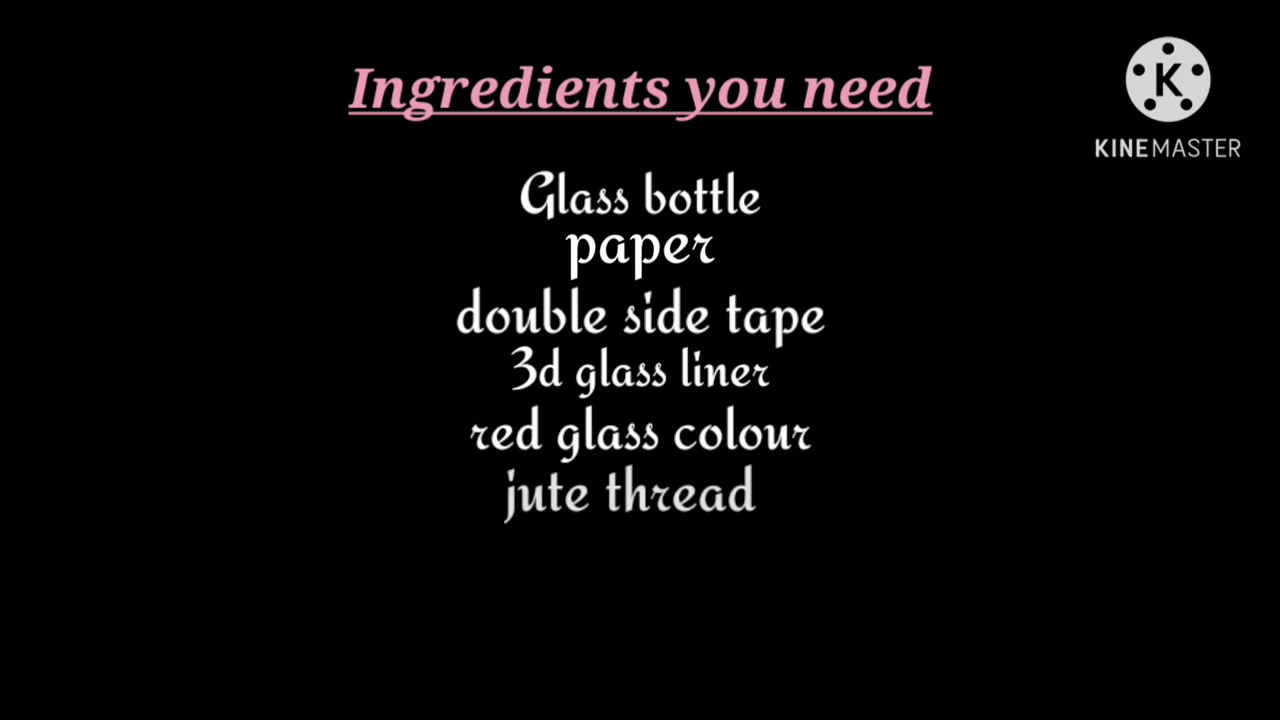 Ingredients you need
K
KINEMASTER
Glass bottle
paper
double side tape
3d glass liner
red glass colour
jute thread